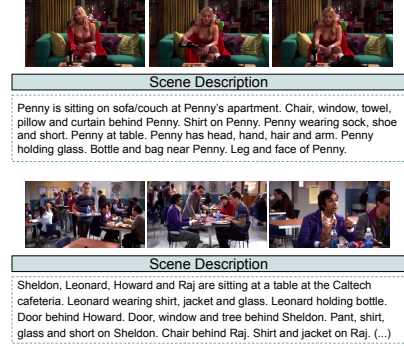 Scene Description
Penny is sitting on sofa/couch at Penny's apartment. Chair, window, towel,
pillow and curtain behind Penny. Shirt on Penny. Penny wearing sock, shoe
and short. Penny at table. Penny has head, hand, hair and arm. Penny
holding glass. Bottle and bag near Penny. Leg and face of Penny.
Scene Description
Sheldon, Leonard, Howard and Raj are sitting at a table at the Caltech
cafeteria. Leonard wearing shirt, jacket and glass. Leonard holding bottle.
Door behind Howard. Door, window and tree behind Sheldon. Pant, shirt,
glass and short on Sheldon. Chair behind Raj. Shirt and jacket on Raj. (...)